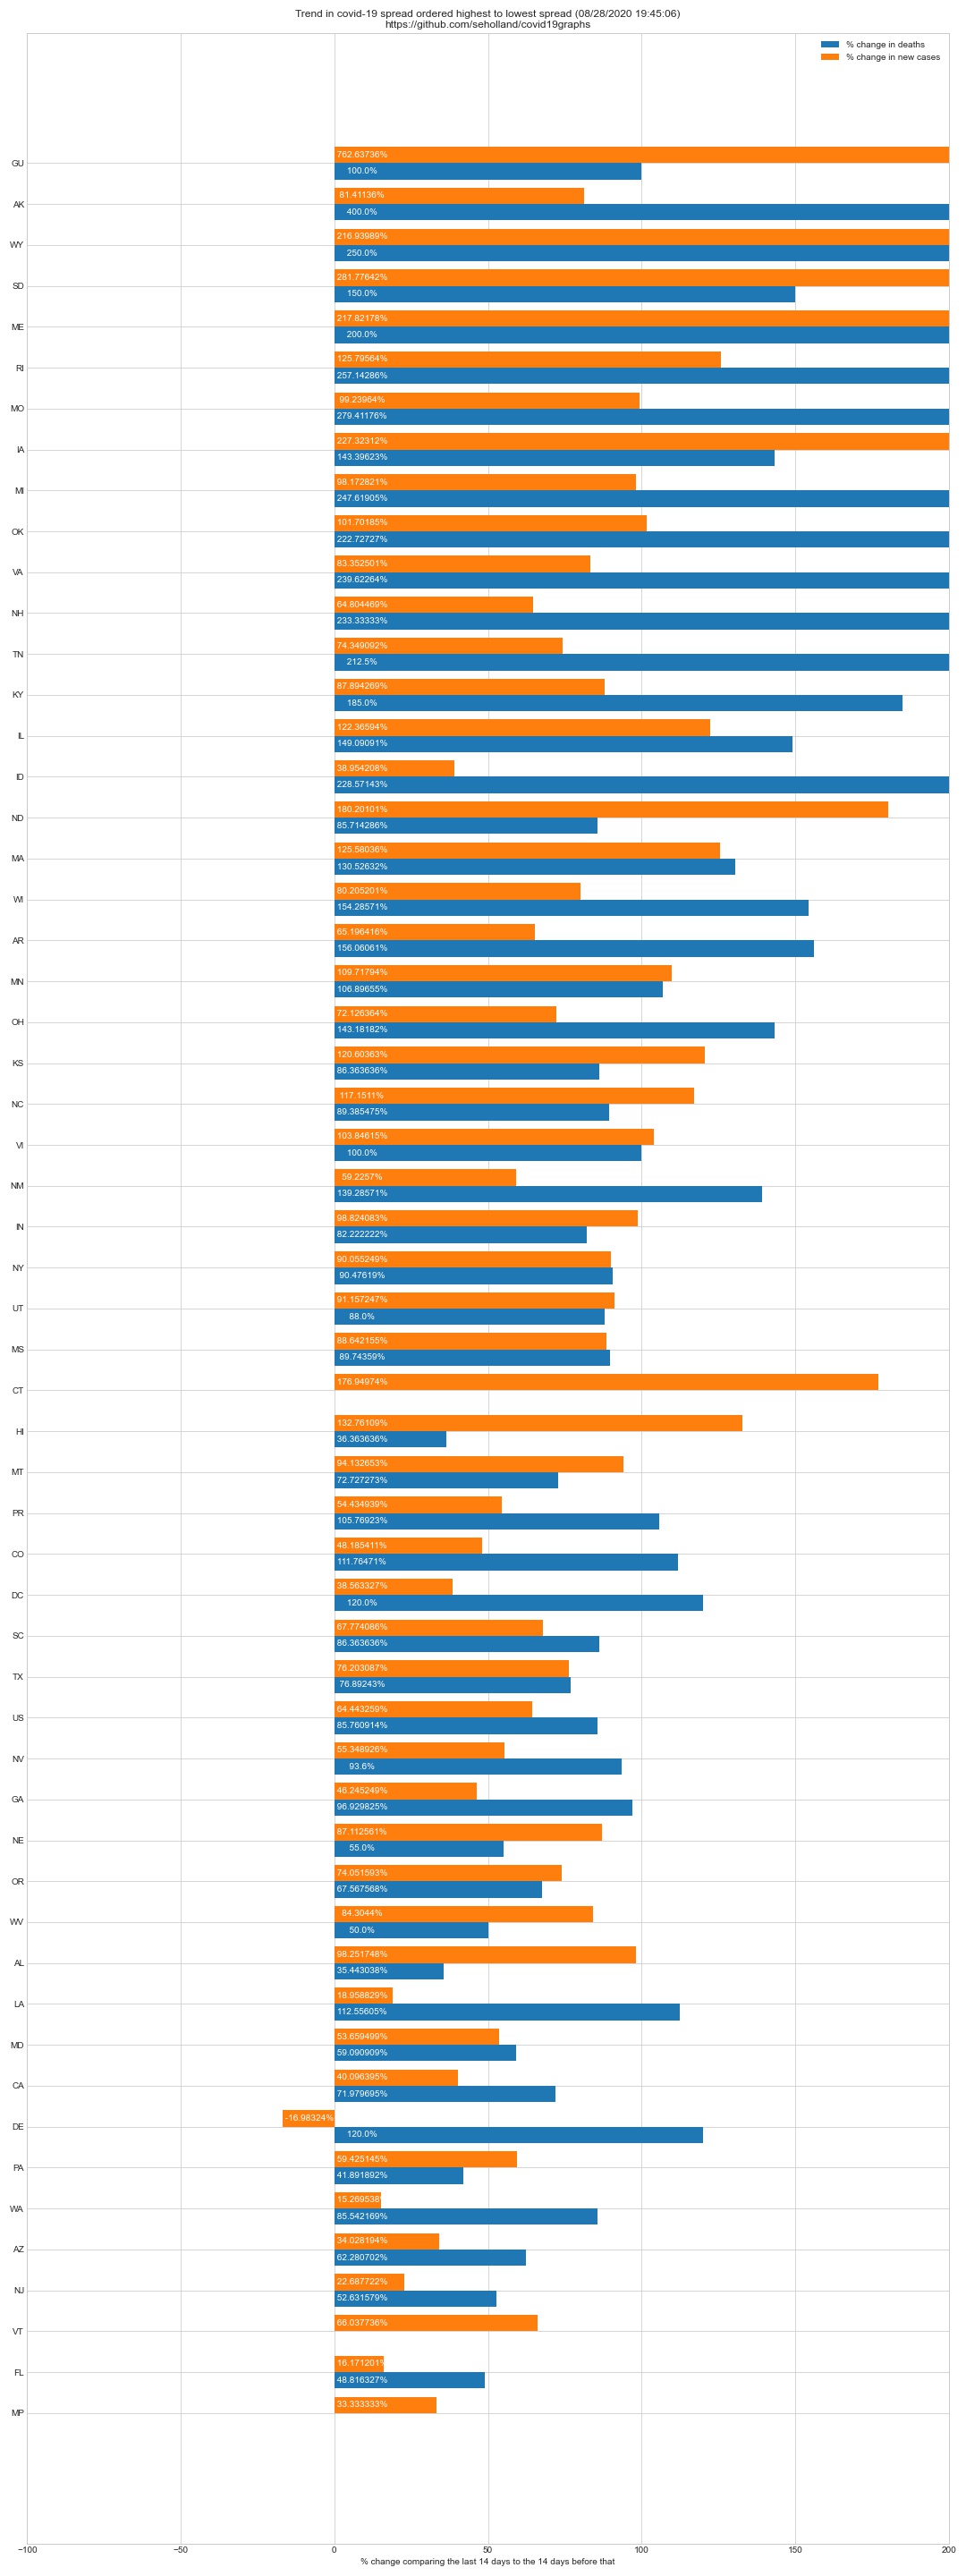 Trend in covid-19 spread ordered highest to lowest spread (08/28/2020 19:45:06)
https://github.com/seholland/covid19graphs
% change in deaths
% change in new cases
GU
762.63736%
100.0%
AK
81.41136%
400.0%
WY
216.93989%
250.0%
SD
281.77642%
150.0%
ME
217.82178%
200.0%
RI
125.79564%
257.14286%
MO
99.23964%
279.41176%
IA
227.32312%
143.39623%
MI
98.172821%
247.61905%
OK
101.70185%
222.72727%
VA
83.352501%
239.62264%
NH
64.804469%
233.33333%
TN
74.349092%
212.5%
KY
87.894269%
185.0%
IL
122.36594%
149.09091%
ID
38.954208%
228.57143%
ND
180.20101%
85.714286%
MA
125.58036%
130.52632%
WI
80.205201%
154.28571%
AR
65.196416%
156.06061%
MN
109.71794%
106.89655%
OH
72.126364%
143.18182%
KS
120.60363%
86.363636%
NC
117.1511%
89.385475%
VI
103.84615%
100.0%
NM
59.2257%
139.28571%
IN
98.824083%
82.222222%
NY
90.055249%
90.47619%
UT
91.157247%
88.0%
MS
88.642155%
89.74359%
CT
176.94974%
HI
132.76109%
36.363636%
MT
94.132653%
72.727273%
PR
54.434939%
105.76923%
CO
48.185411%
111.76471%
DC
38.563327%
120.0%
SC
67.774086%
86.363636%
TX
76.203087%
76.89243%
US
64.443259%
85.760914%
NV
55.348926%
93.6%
GA
46.245249%
96.929825%
NE
87.112561%
55.0%
OR
74.051593%
67.567568%
WV
84.3044%
50.0%
AL
98.251748%
35.443038%
LA
18.958829%
112.55605%
MD
53.659499%
59.090909%
CA
40.096395%
71.979695%
DE
-16.98324%
120.0%
PA
59.425145%
41.891892%
WA
15.269538%
85.542169%
AZ
34.028194%
62.280702%
NJ
22.687722%
52.631579%
VT
66.037736%
FL
16.171201%
48.816327%
MP
33.333333%
−100
−50
0
50
100
150
200
% change comparing the last 14 days to the 14 days before that